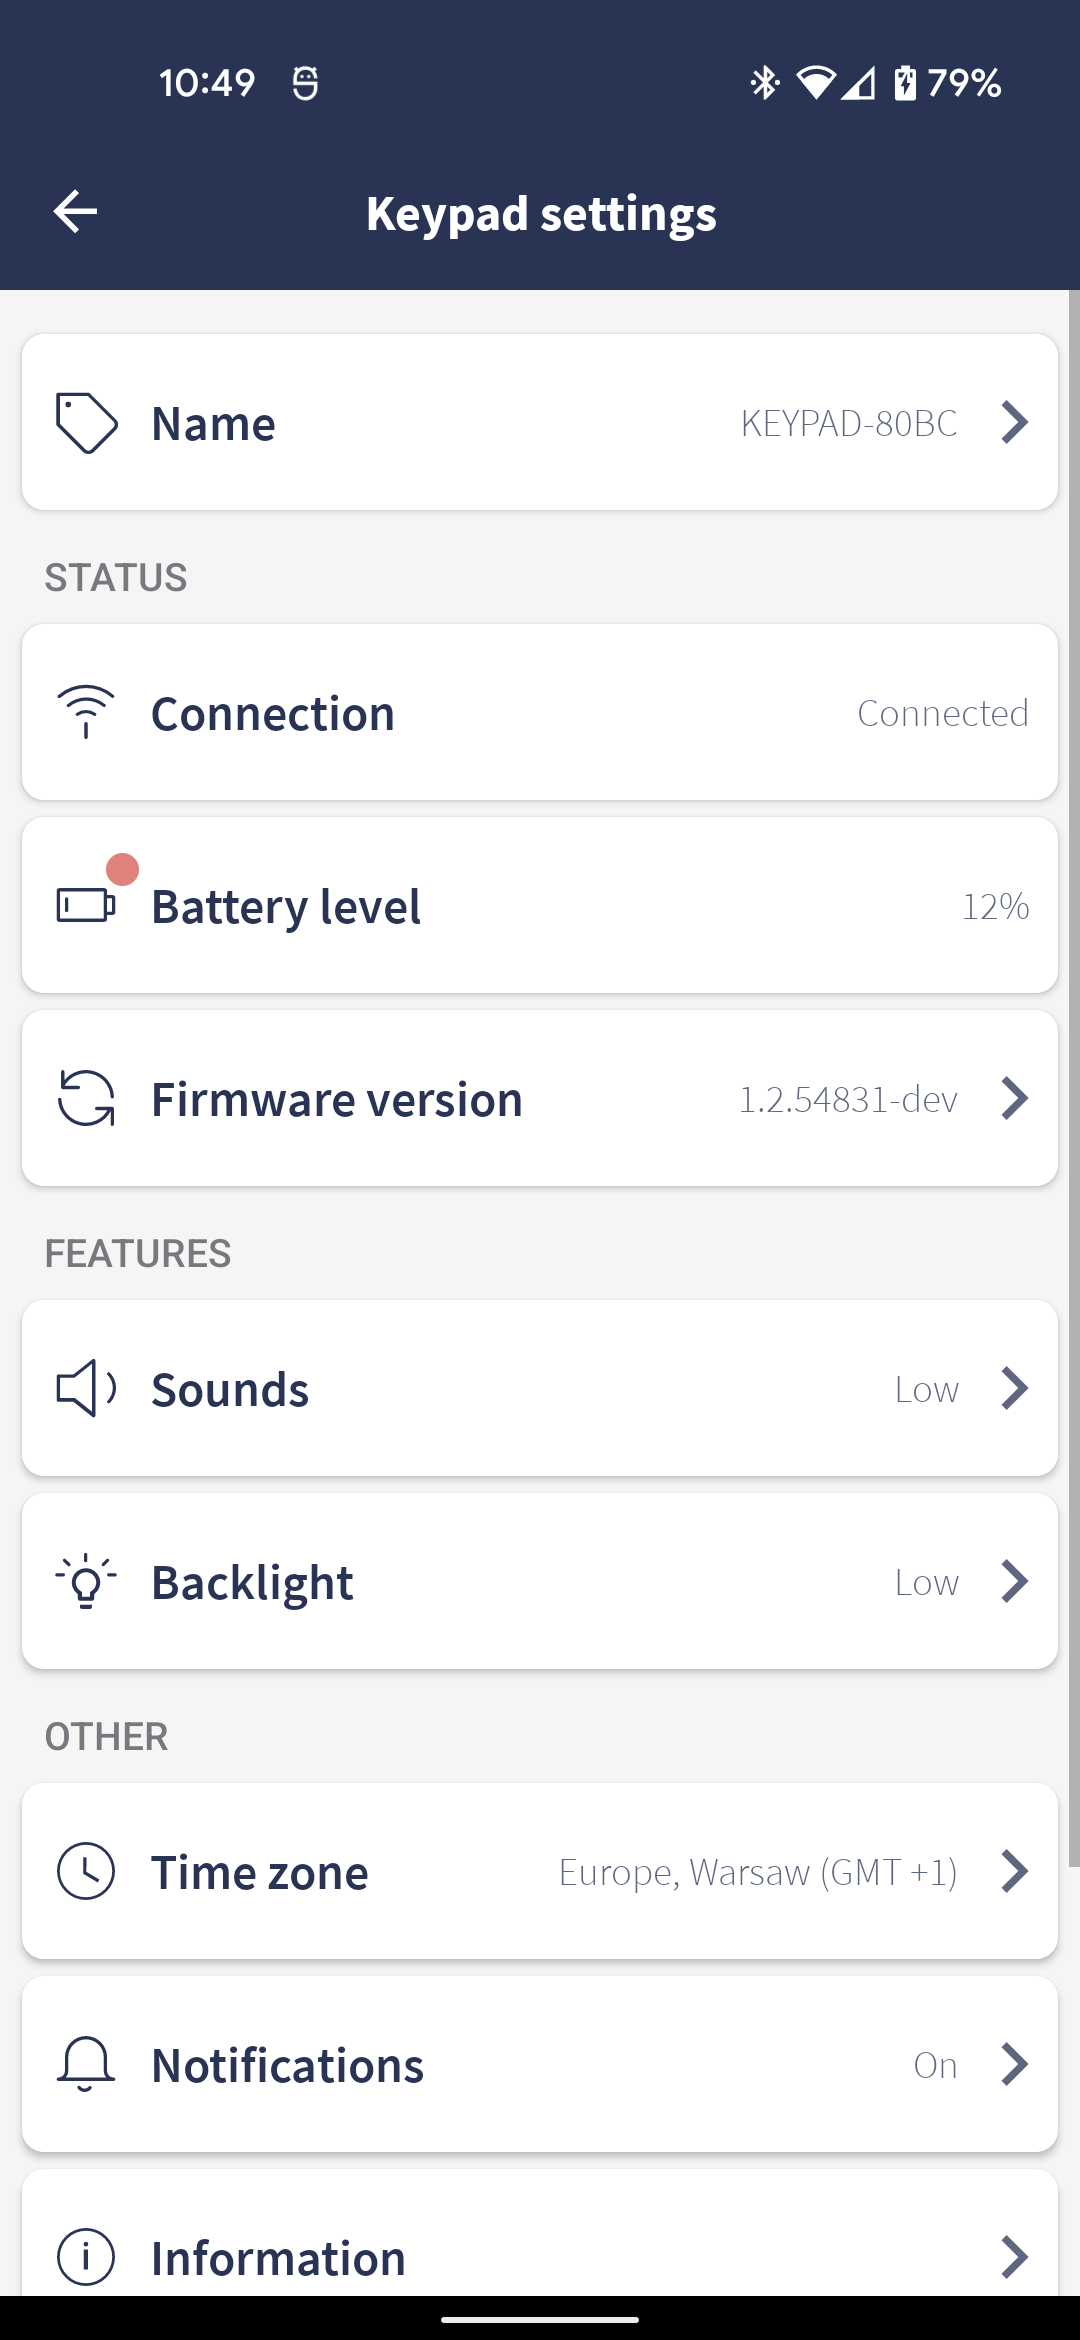 10:49
79%
Keypad settings
Name KEYPAD-80BC
STATUS
Connection Connected
Battery level 12%
Firmware version 1.2.54831-dev
FEATURES
Sounds Low
Backlight Low
OTHER
Time zone Europe, Warsaw (GMT +1)
Notifications On
Information